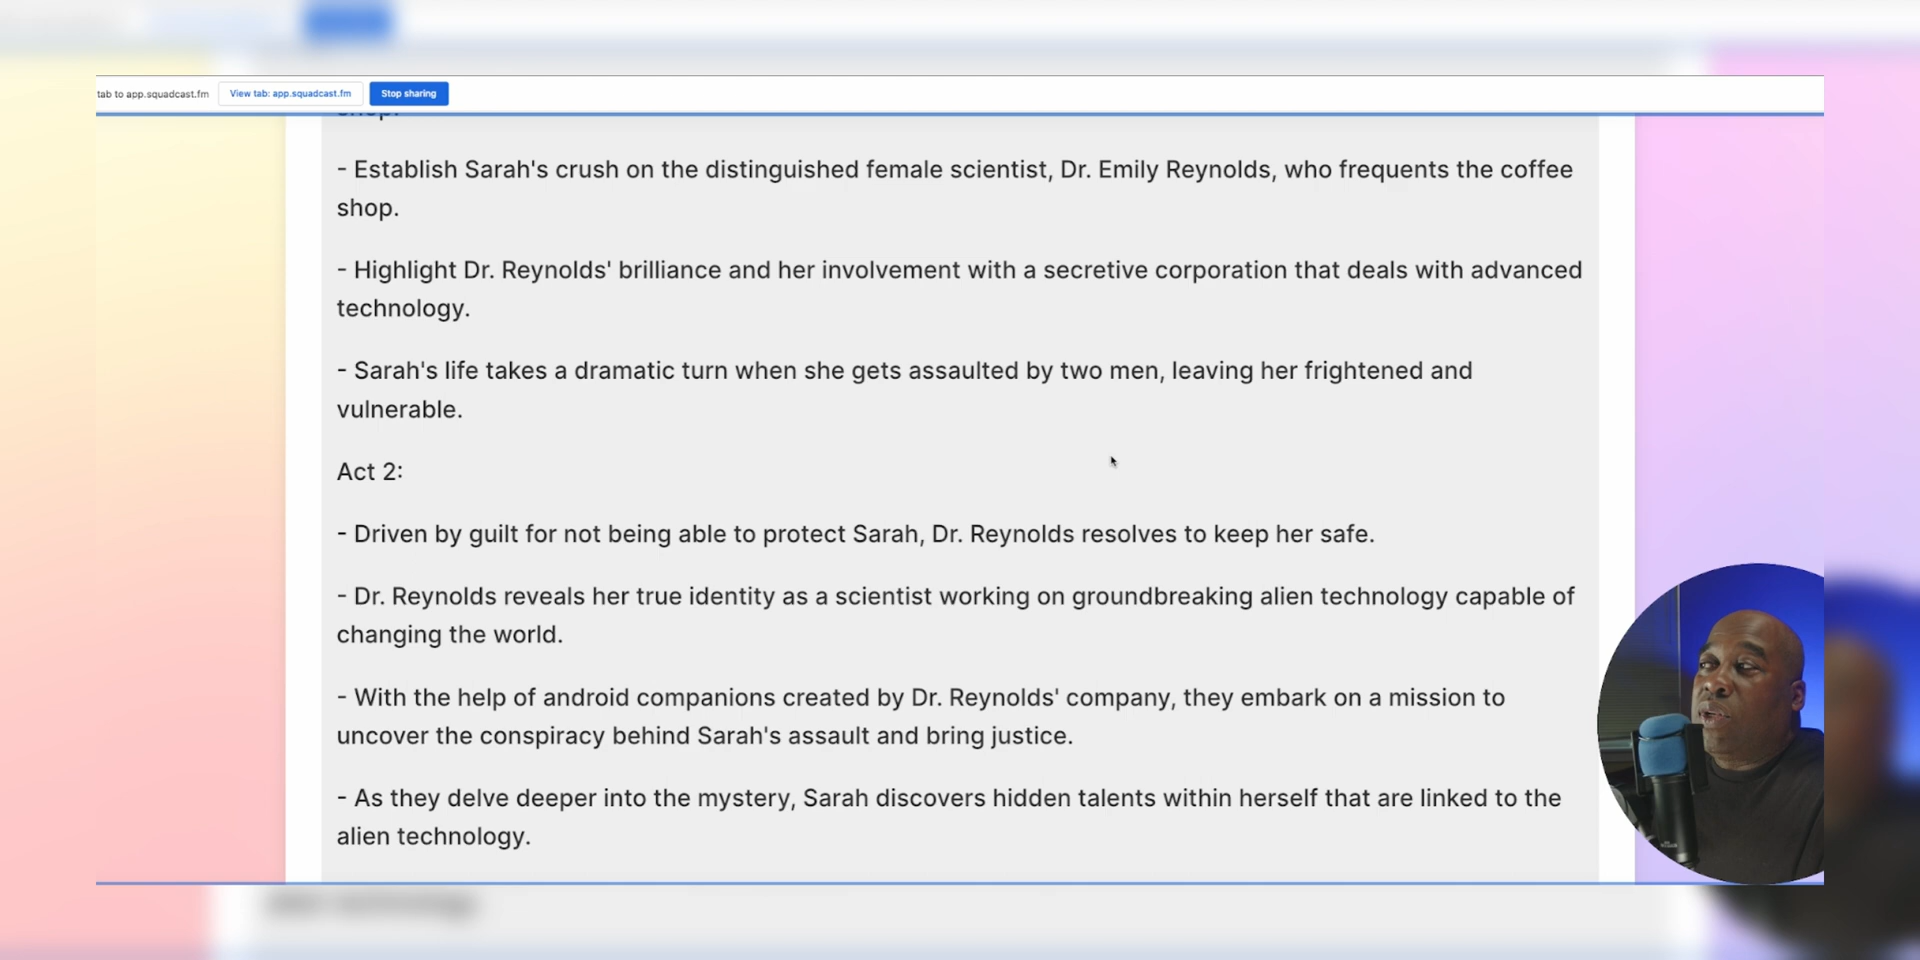 tab to app.squadcast.fm View tab: app.squadcast.fm Stop sharing
shop.
- Establish Sarah's crush on the distinguished female scientist, Dr. Emily Reynolds, who frequents the coffee
shop.
- Highlight Dr. Reynolds' brilliance and her involvement with a secretive corporation that deals with advanced
technology.
- Sarah's life takes a dramatic turn when she gets assaulted by two men, leaving her frightened and
vulnerable.
Act 2:
- Driven by guilt for not being able to protect Sarah, Dr. Reynolds resolves to keep her safe.
- Dr. Reynolds reveals her true identity as a scientist working on groundbreaking alien technology capable of
changing the world.
- With the help of android companions created by Dr. Reynolds' company, they embark on a mission to
uncover the conspiracy behind Sarah's assault and bring justice.
- As they delve deeper into the mystery, Sarah discovers hidden talents within herself that are linked to the
alien technology.